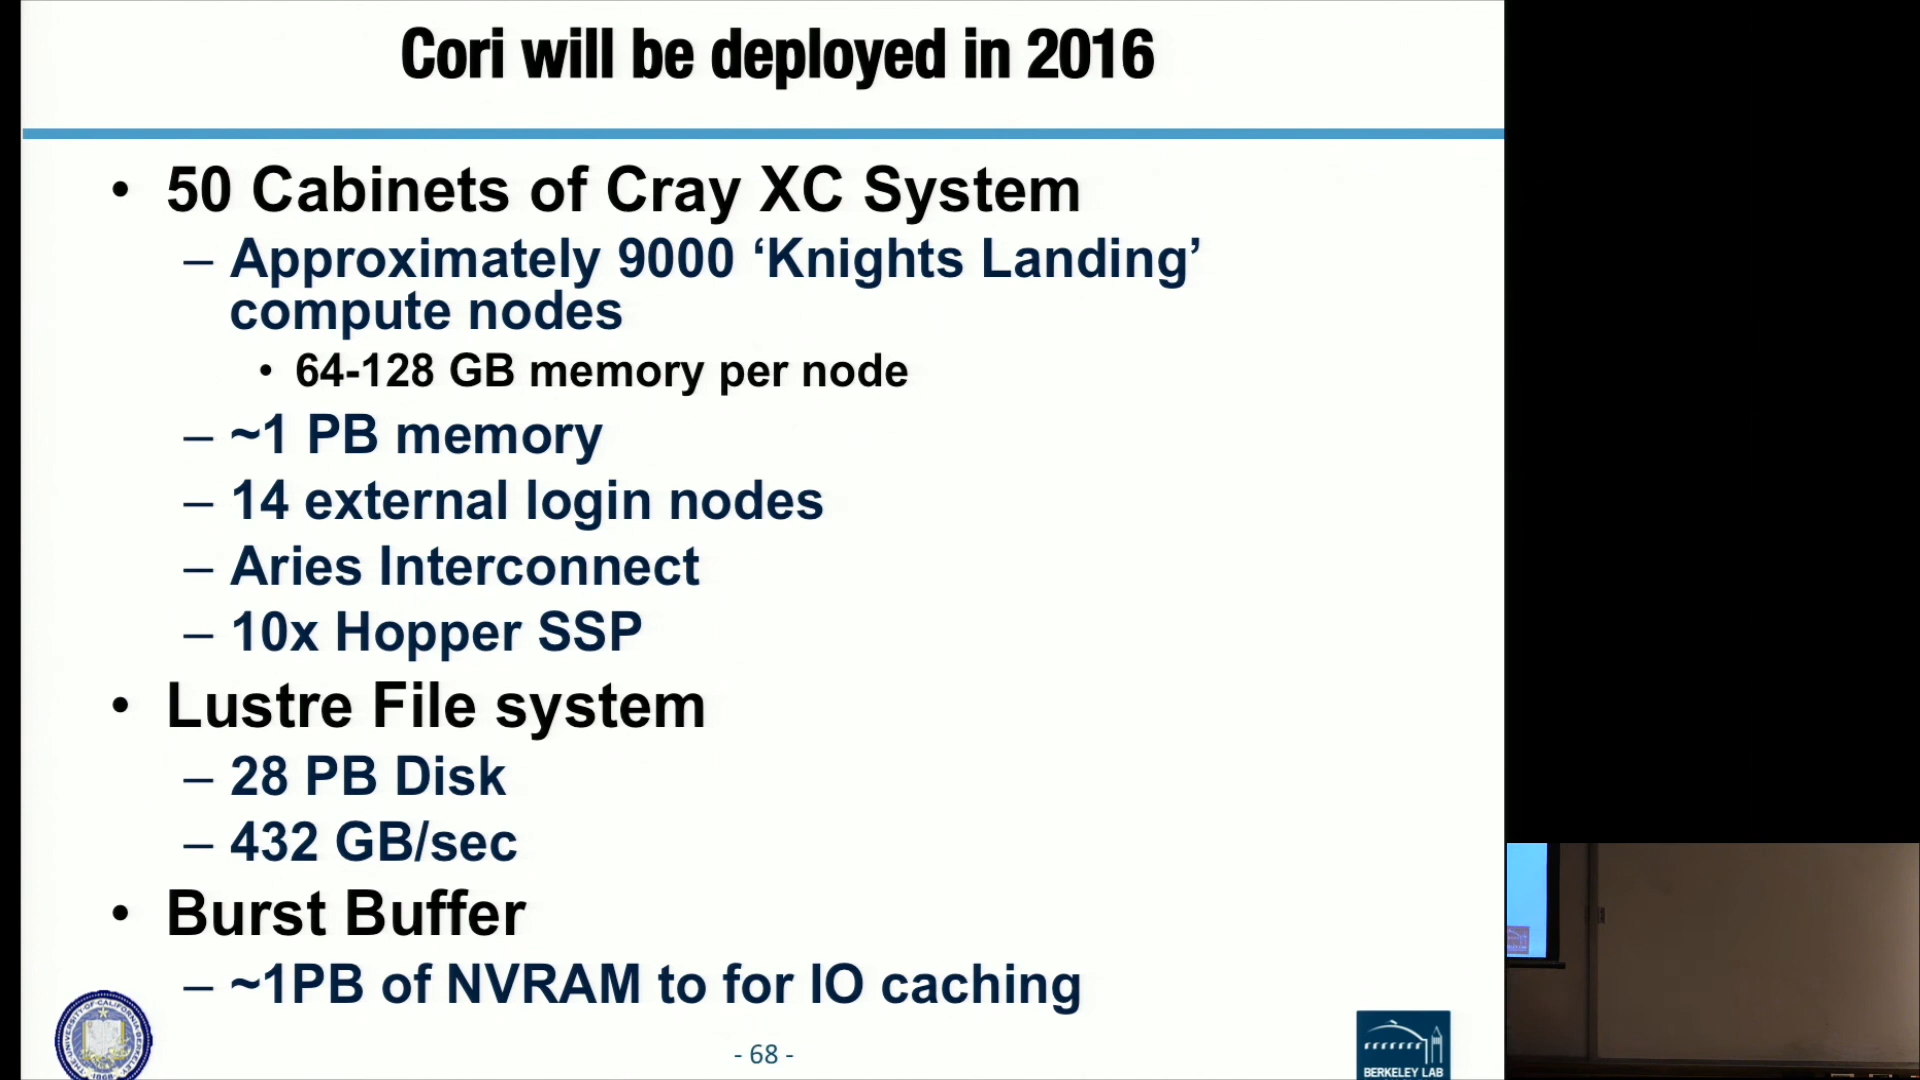 Cori will be deployed in 2016
• 50 Cabinets of Cray XC System
– Approximately 9000 ‘Knights Landing’
compute nodes
• 64-128 GB memory per node
– ~1 PB memory
– 14 external login nodes
– Aries Interconnect
– 10x Hopper SSP
• Lustre File system
– 28 PB Disk
– 432 GB/sec
• Burst Buffer
– ~1PB of NVRAM to for IO caching
- 68 -
BERKELEY LAB